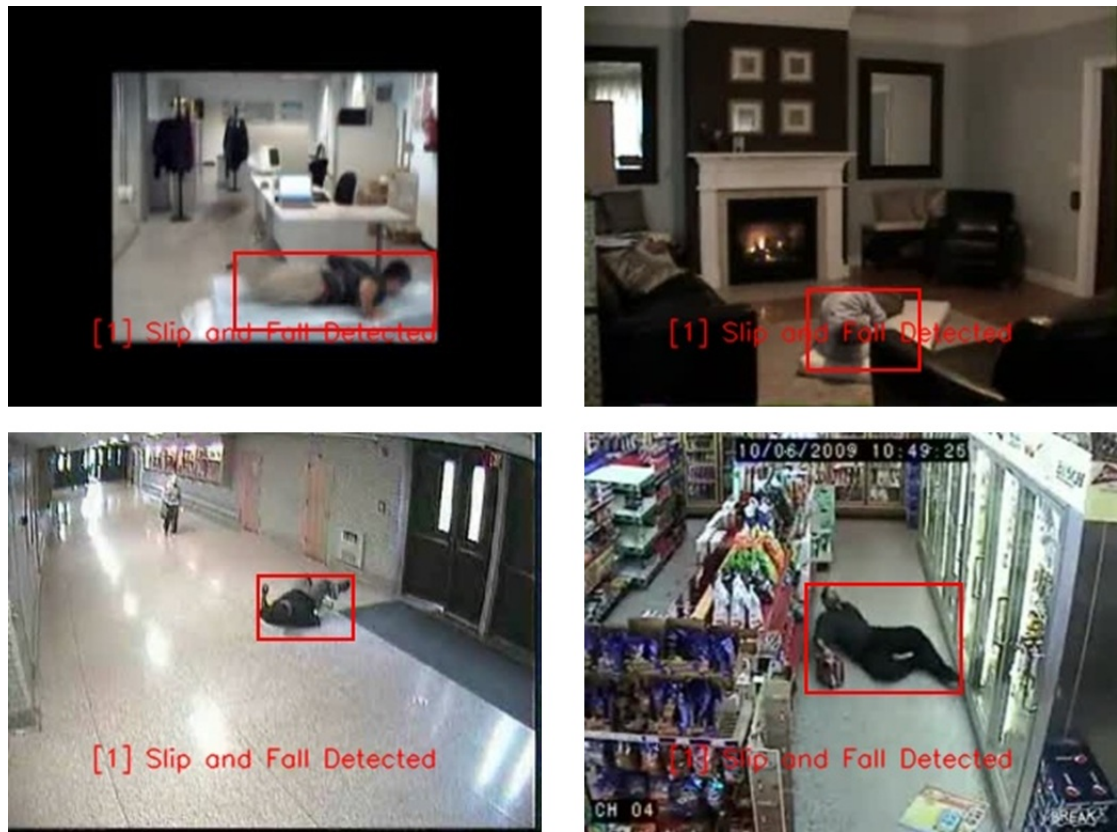 [1] Slip and Fall Detected
[1] Slip and Fall Detected
[1] Slip and Fall Detected
10/06/2009 10:49:26
[1] Slip and Fall Detected
CH 04
BREAK